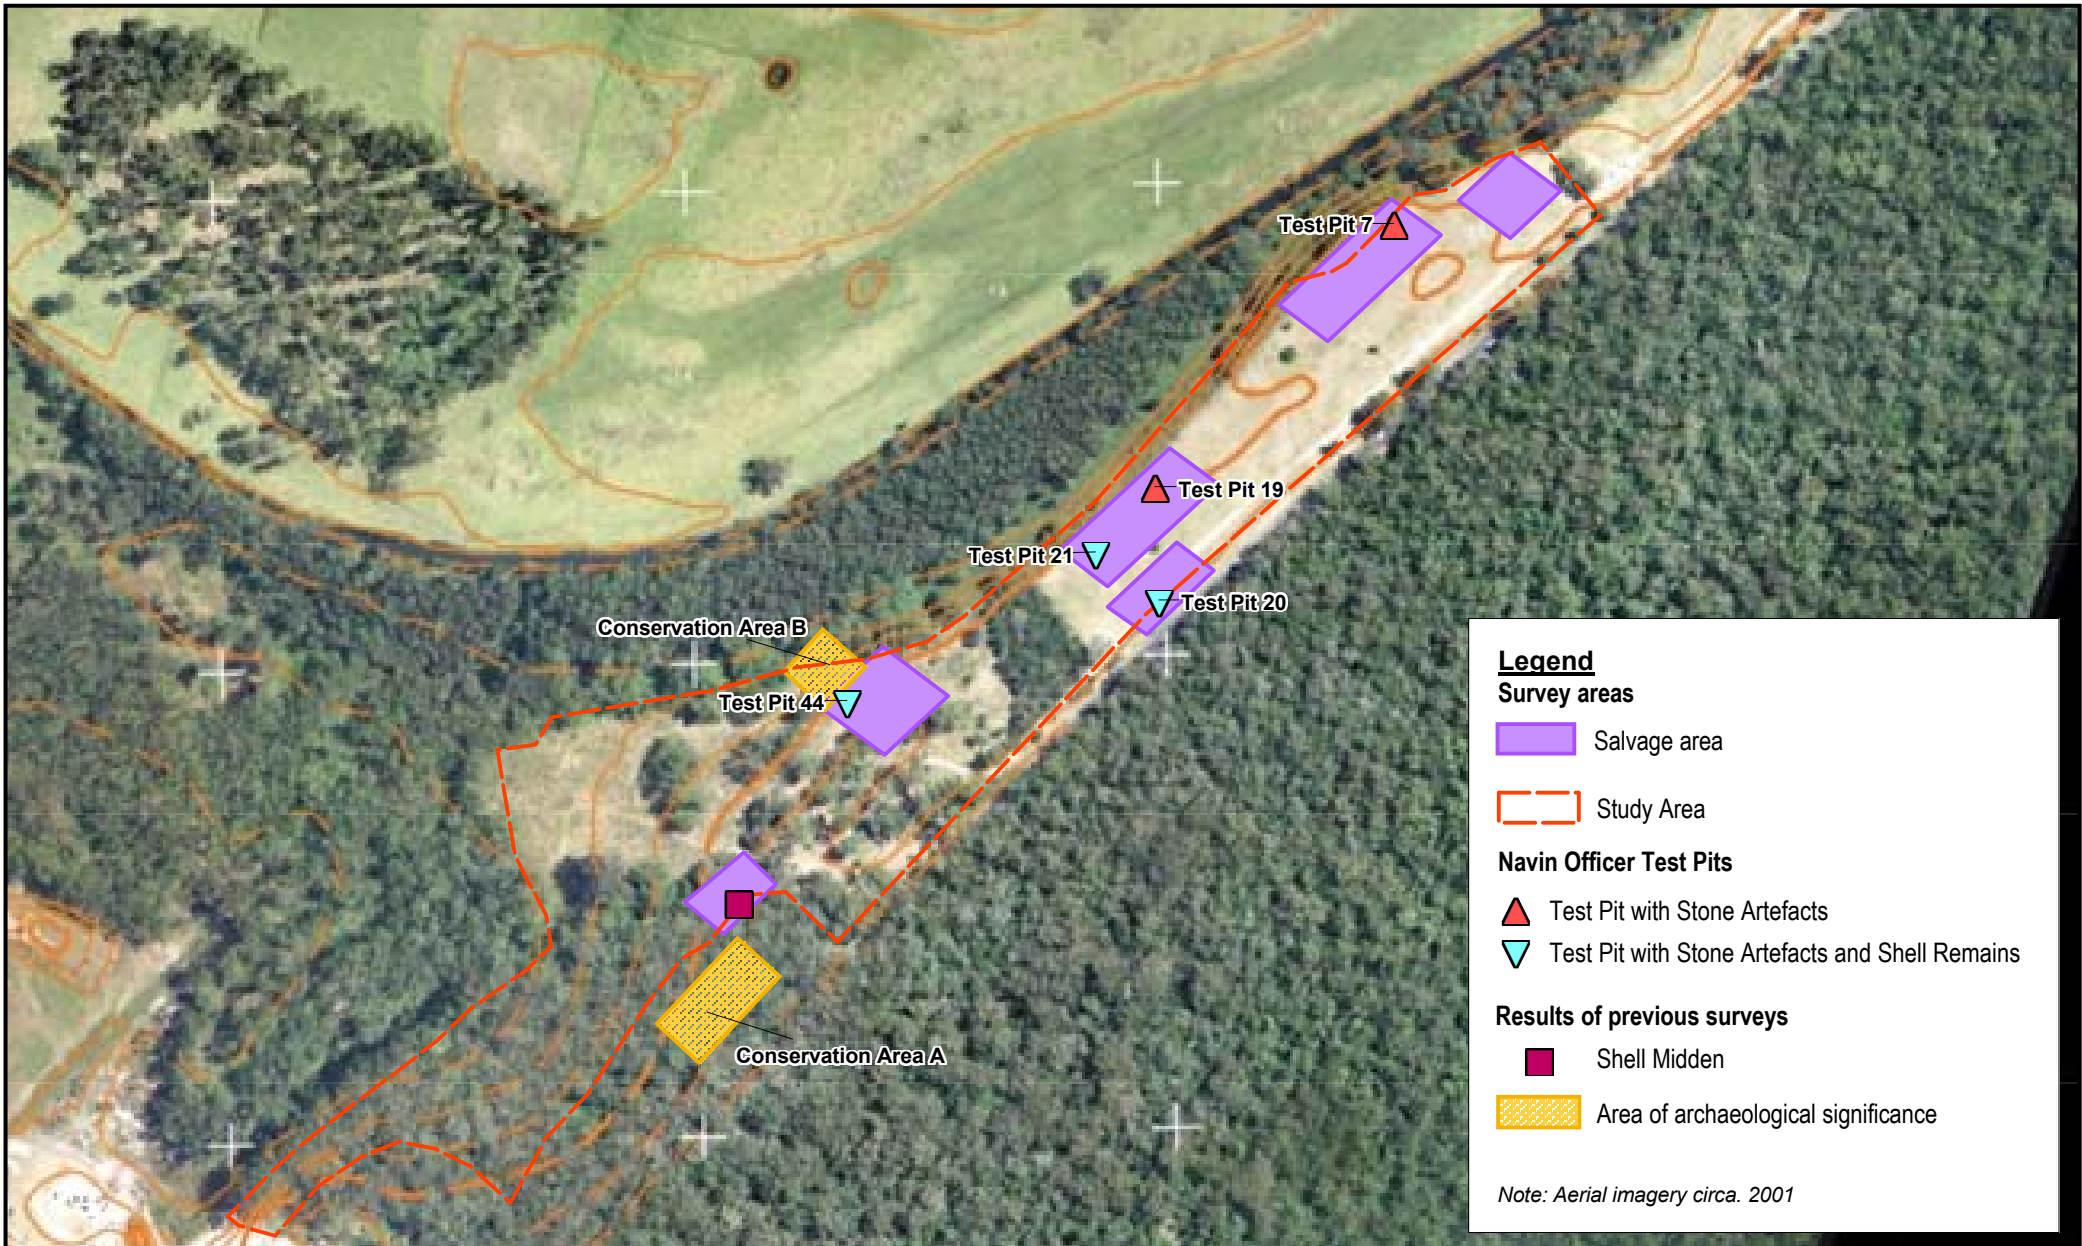 Test Pit 7
Test Pit 19
Test Pit 21
Test Pit 20
Conservation Area B
Test Pit 44
Conservation Area A
Legend
Survey areas
Salvage area
Study Area
Navin Officer Test Pits
Test Pit with Stone Artefacts
Test Pit with Stone Artefacts and Shell Remains
Results of previous surveys
Shell Midden
Area of archaeological significance
Note: Aerial imagery circa. 2001